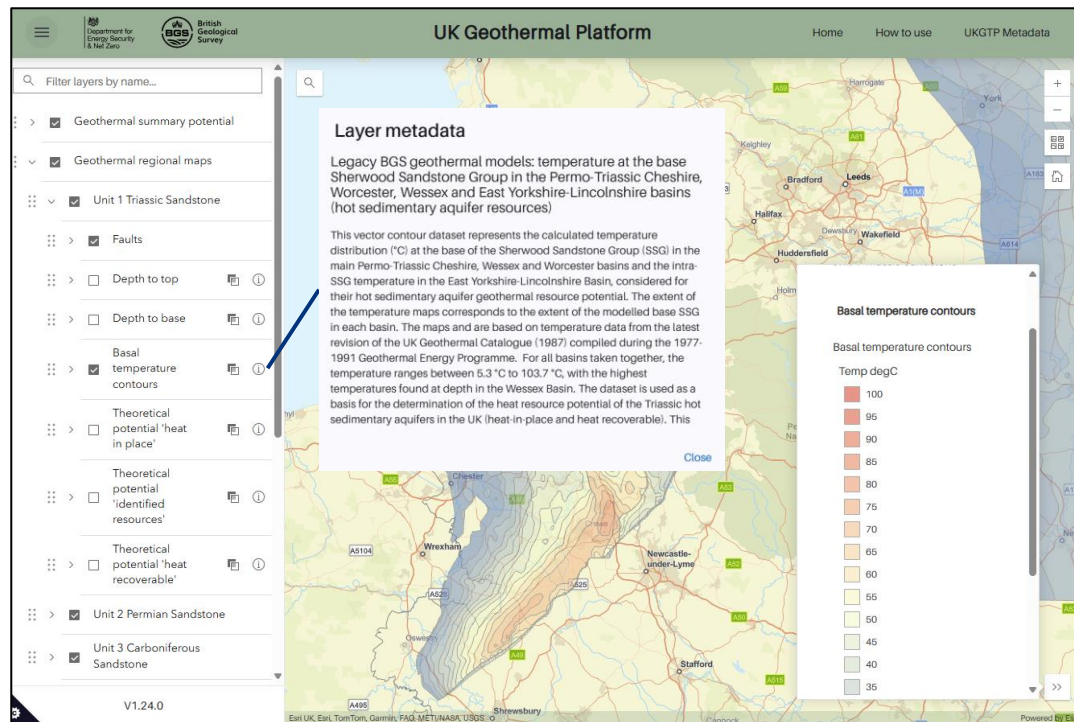 Department for
Energy Security
& Net Zero
BGS
British
Geological
Survey
UK Geothermal Platform
Home
How to use
UKGTP Metadata
Filter layers by name...
Geothermal summary potential
Geothermal regional maps
Unit 1 Triassic Sandstone
Faults
Depth to top
Depth to base
Basal
temperature
contours
Theoretical
potential 'heat
in place'
Theoretical
potential
'identified
resources'
Theoretical
potential 'heat
recoverable'
Unit 2 Permian Sandstone
Unit 3 Carboniferous
Sandstone
V1.24.0
Layer metadata
Legacy BGS geothermal models: temperature at the base
Sherwood Sandstone Group in the Permo-Triassic Cheshire,
Worcester, Wessex and East Yorkshire-Lincolnshire basins
(hot sedimentary aquifer resources)
This vector contour dataset represents the calculated temperature
distribution (°C) at the base of the Sherwood Sandstone Group (SSG) in the
main Permo-Triassic Cheshire, Wessex and Worcester basins and the intra-
SSG temperature in the East Yorkshire-Lincolnshire Basin, considered for
their hot sedimentary aquifer geothermal resource potential. The extent of
the temperature maps corresponds to the extent of the modelled base SSG
in each basin. The maps and are based on temperature data from the latest
revision of the UK Geothermal Catalogue (1987) compiled during the 1977-
1991 Geothermal Energy Programme. For all basins taken together, the
temperature ranges between 5.3 °C to 103.7 °C, with the highest
temperatures found at depth in the Wessex Basin. The dataset is used as a
basis for the determination of the heat resource potential of the Triassic hot
sedimentary aquifers in the UK (heat-in-place and heat recoverable). This
Close
A59
Harrogate
York
Keighley
A61
Bradford
Leeds
A1(M)
A163
Halifax
Dewsbury
Wakefield
Huddersfield
A614
Holm
Basal temperature contours
Basal temperature contours
Temp degC
100
95
90
85
80
75
70
65
60
55
50
45
40
35
Chester
A55
A53
Crewe
A5104
Wrexham
Newcastle-
under-Lyme
A52
A528
A525
Oswestry
A50
A49
Stafford
A515
A495
Shrewsbury
Cannock
Esri UK, Esri, TomTom, Garmin, FAO, METI/NASA, USGS
Powered by Es